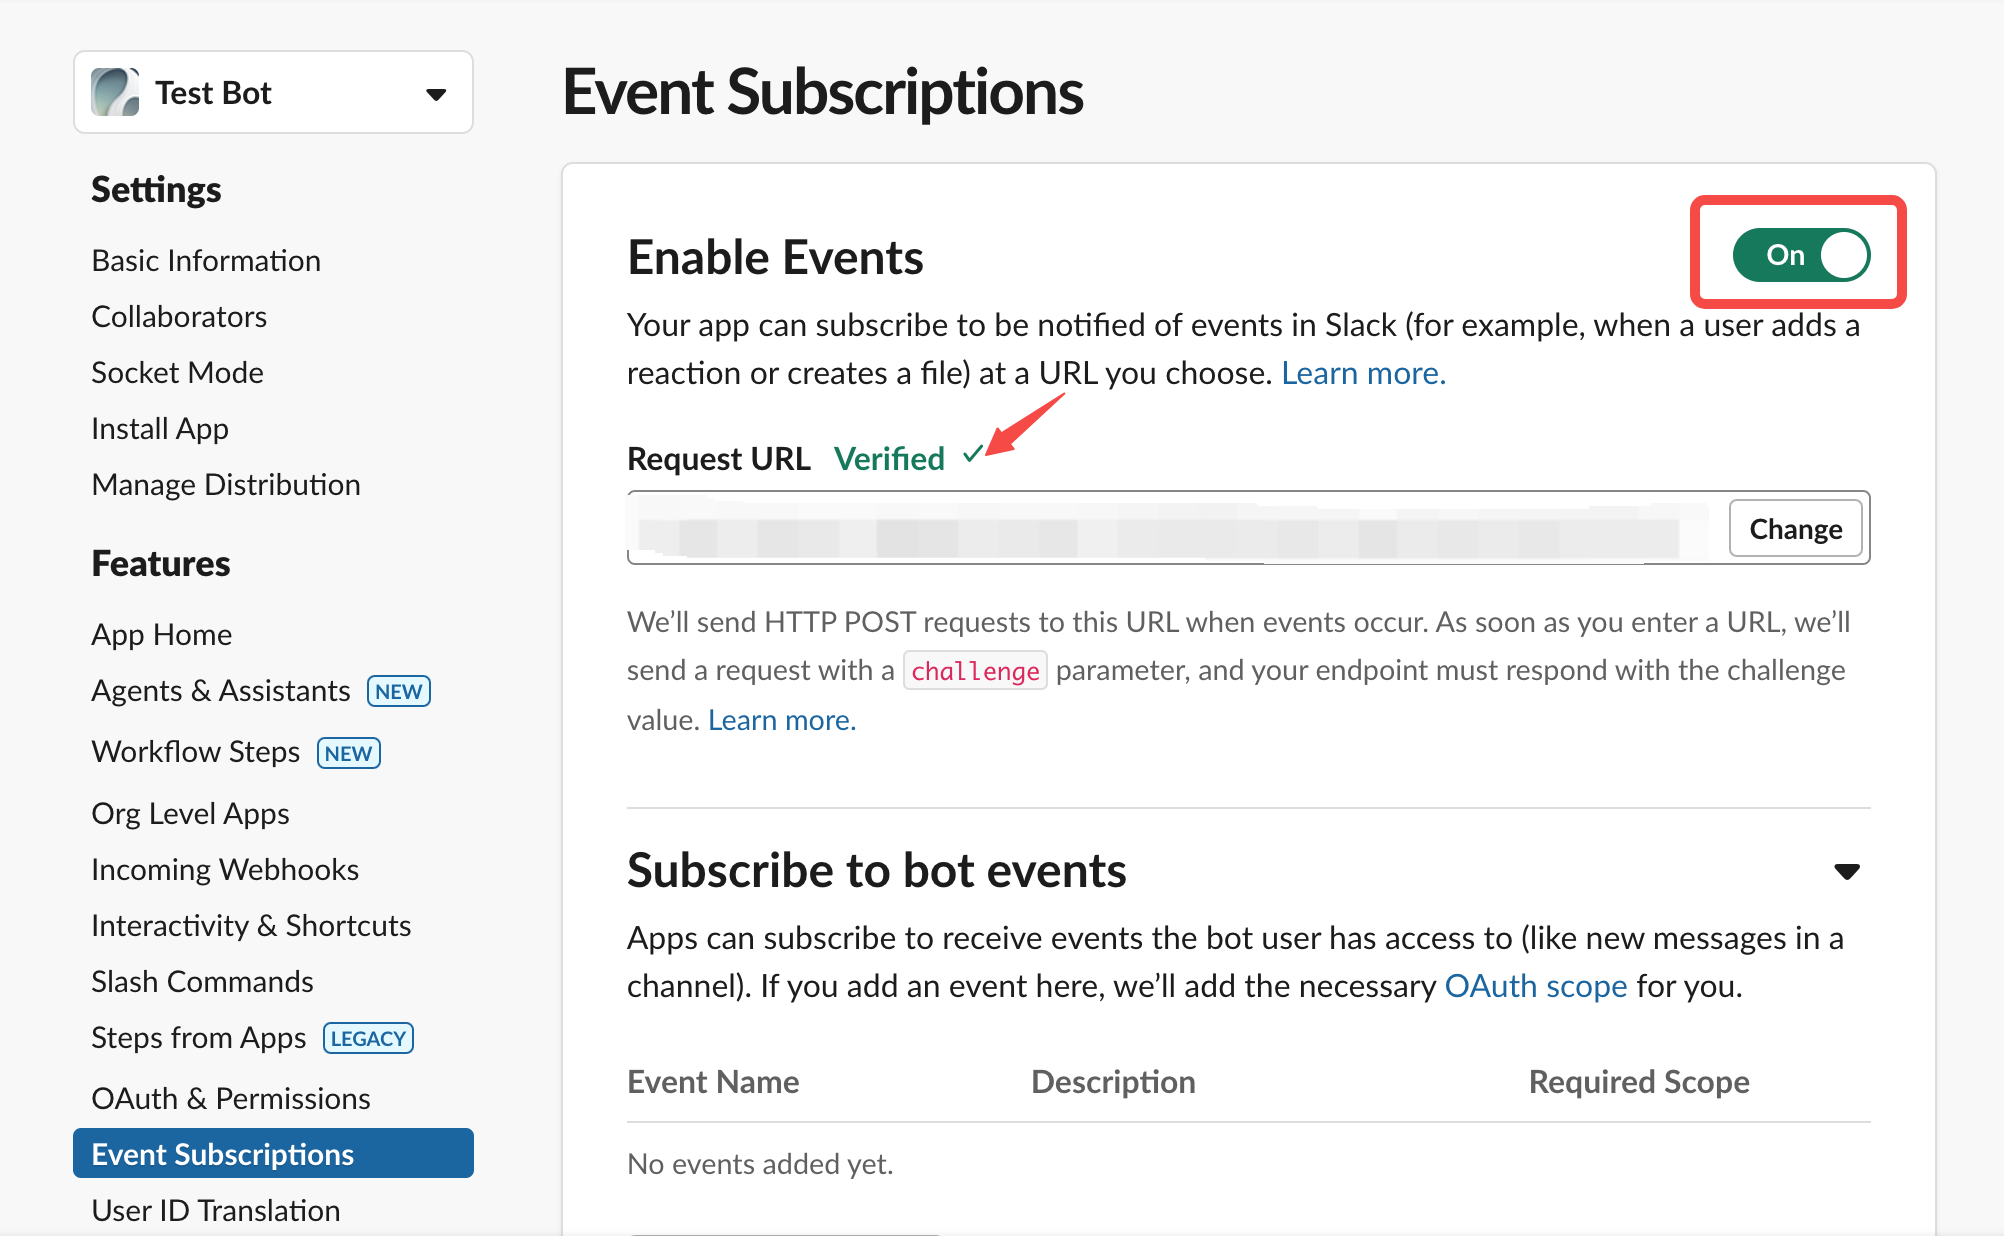 Test Bot
Settings
Basic Information
Collaborators
Socket Mode
Install App
Manage Distribution
Features
App Home
Agents & Assistants NEW
Workflow Steps NEW
Org Level Apps
Incoming Webhooks
Interactivity & Shortcuts
Slash Commands
Steps from Apps LEGACY
OAuth & Permissions
Event Subscriptions
User ID Translation
Event Subscriptions
Enable Events
On
Your app can subscribe to be notified of events in Slack (for example, when a user adds a
reaction or creates a file) at a URL you choose. Learn more.
Request URL Verified ✓
Change
We’ll send HTTP POST requests to this URL when events occur. As soon as you enter a URL, we’ll
send a request with a challenge parameter, and your endpoint must respond with the challenge
value. Learn more.
Subscribe to bot events
Apps can subscribe to receive events the bot user has access to (like new messages in a
channel). If you add an event here, we’ll add the necessary OAuth scope for you.
Event Name Description Required Scope
No events added yet.